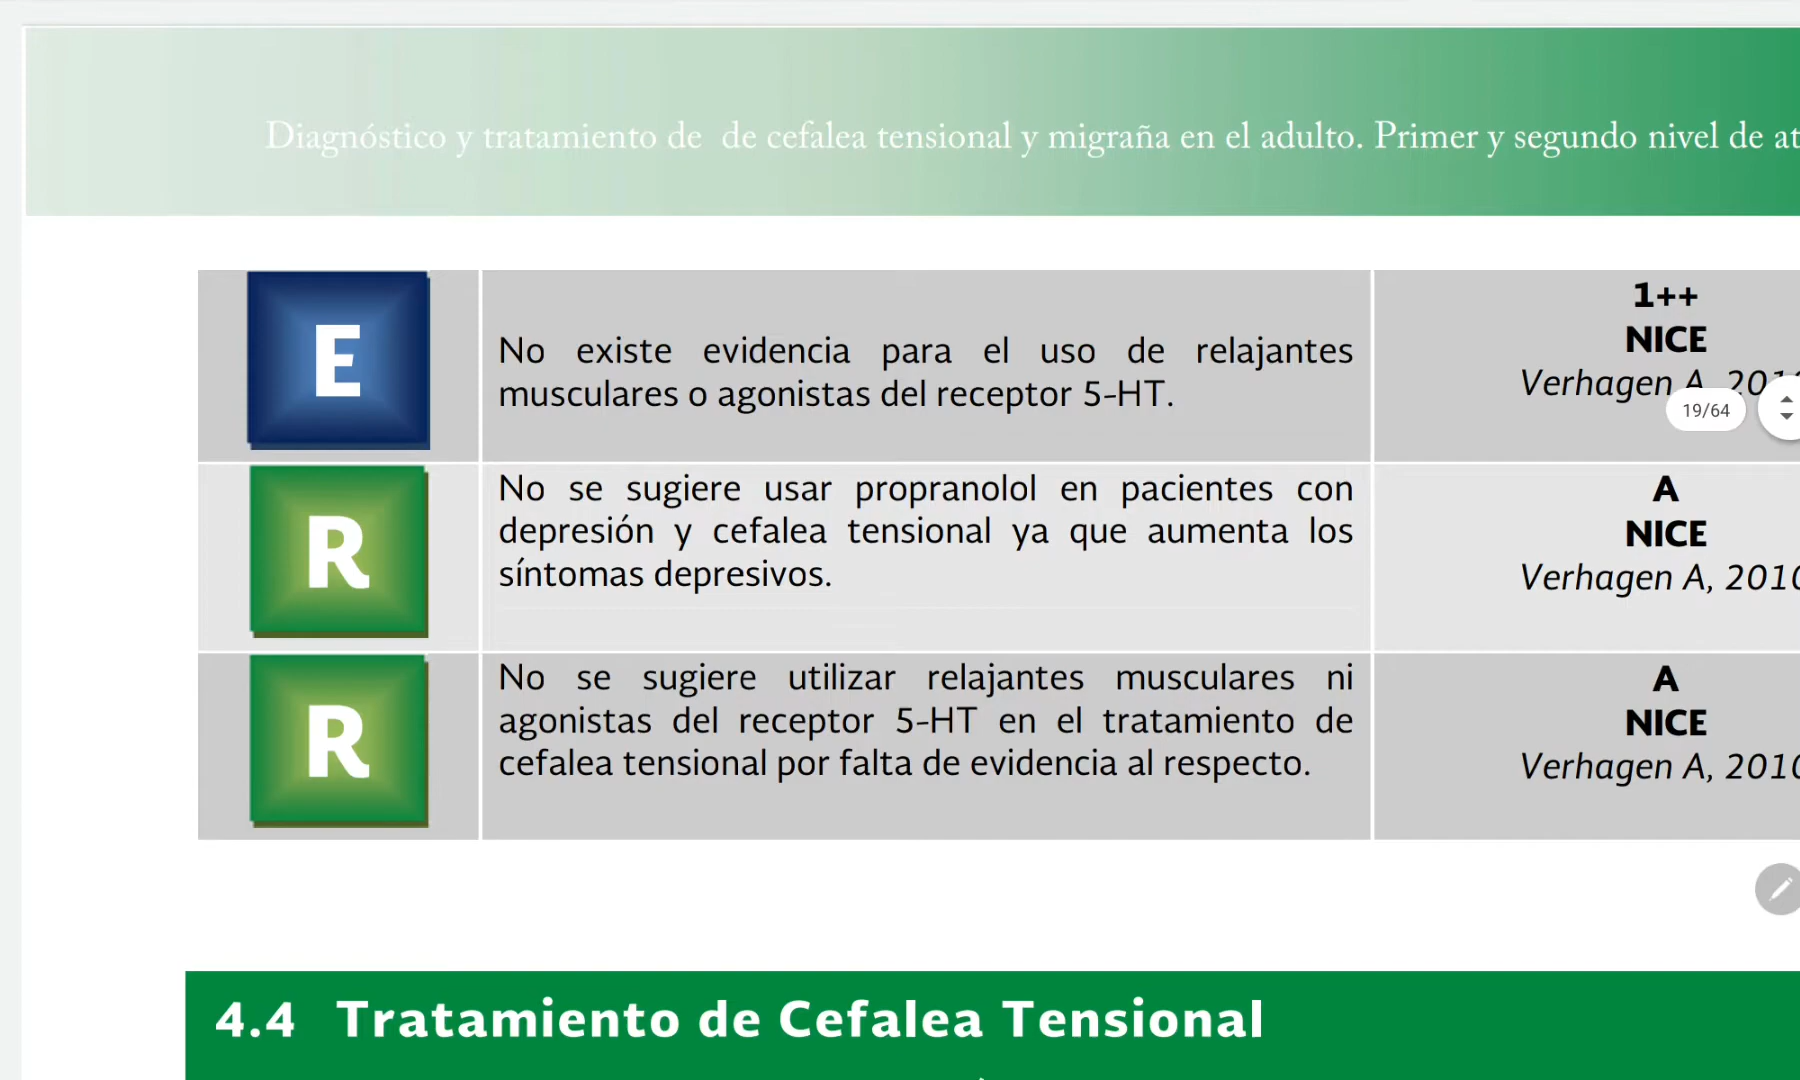 Diagnóstico y tratamiento de de cefalea tensional y migraña en el adulto. Primer y segundo nivel de
E
No existe evidencia para el uso de relajantes
musculares o agonistas del receptor 5-HT.
1++
NICE
Verhagen A,
19/64
R
No se sugiere usar propranolol en pacientes con
depresión y cefalea tensional ya que aumenta los
síntomas depresivos.
A
NICE
Verhagen A, 2010
R
No se sugiere utilizar relajantes musculares ni
agonistas del receptor 5-HT en el tratamiento de
cefalea tensional por falta de evidencia al respecto.
A
NICE
Verhagen A, 2010
4.4 Tratamiento de Cefalea Tensional